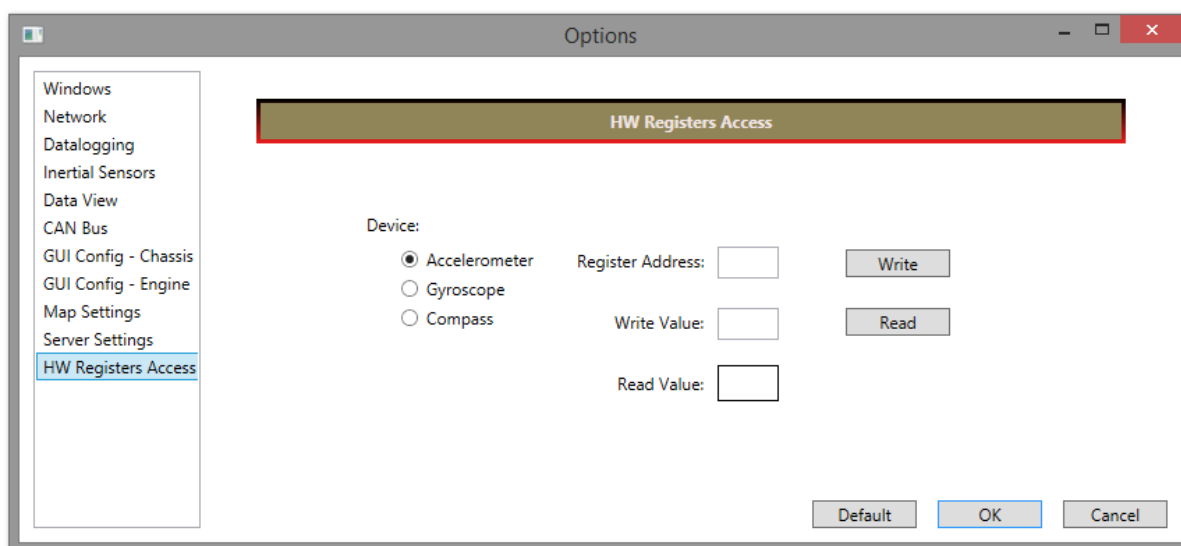 Options
Windows
Network
Datalogging
Inertial Sensors
Data View
CAN Bus
GUI Config - Chassis
GUI Config - Engine
Map Settings
Server Settings
HW Registers Access
HW Registers Access
Device:
Accelerometer
Gyroscope
Compass
Register Address:
Write
Write Value:
Read
Read Value:
Default
OK
Cancel